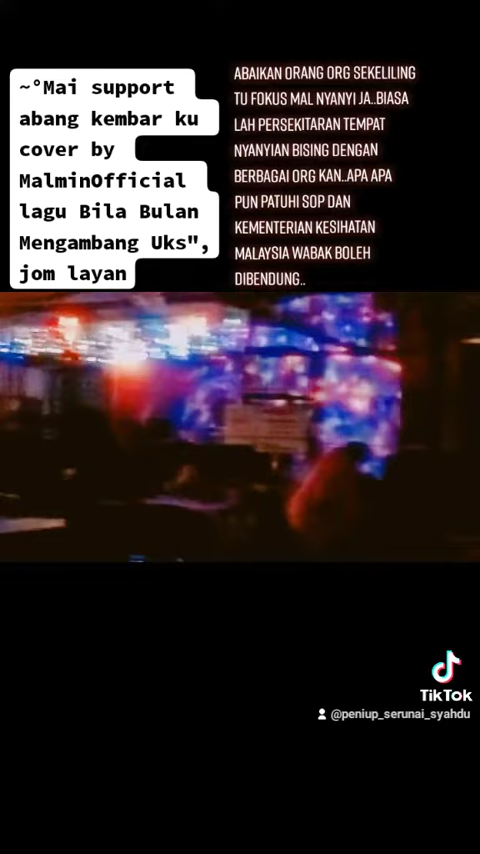 ~°Mai support
abang kembar ku
cover by
MalminOfficial
lagu Bila Bulan
Mengambang Uks",
jom layan
ABAIKAN ORANG ORG SEKELILING
TU FOKUS MAL NYANYI JA..BIASA
LAH PERSEKITARAN TEMPAT
NYANYIAN BISING DENGAN
BERBAGAI ORG KAN..APA APA
PUN PATUHI SOP DAN
KEMENTERIAN KESIHATAN
MALAYSIA WABAK BOLEH
DIBENDUNG..
TikTok
@peniup_serunai_syahdu